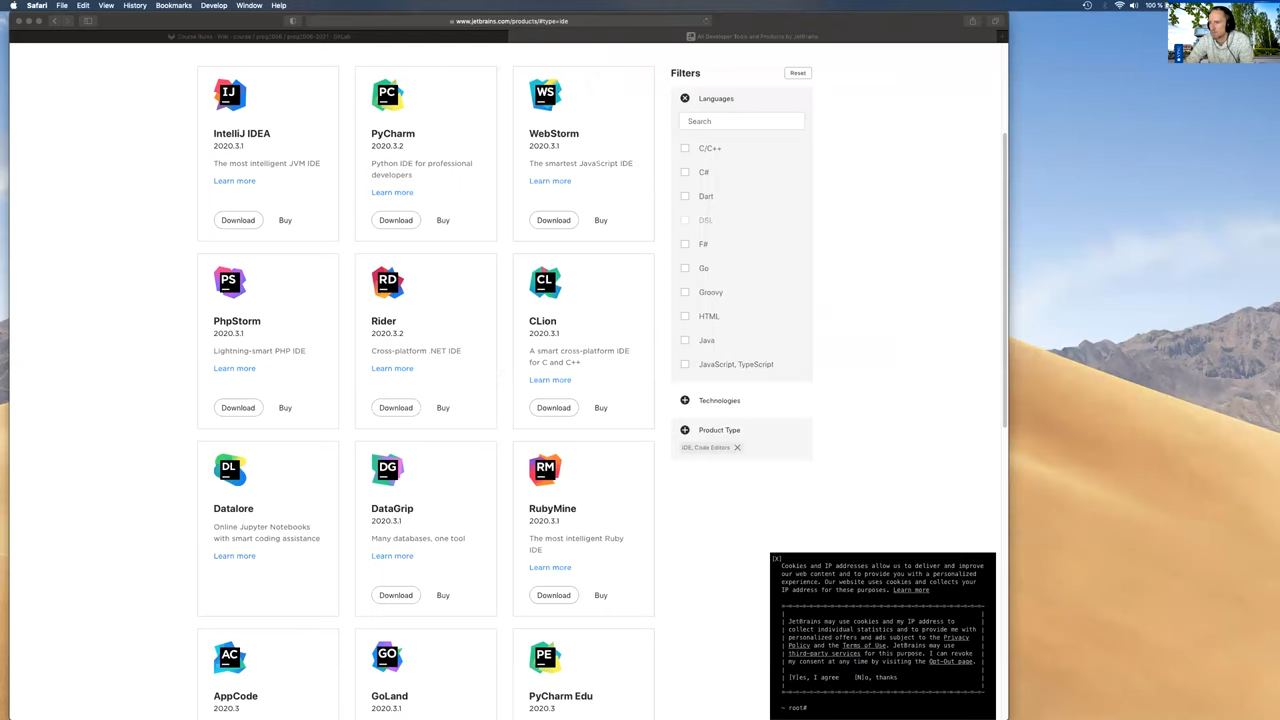 Safari File Edit View History Bookmarks Develop Window Help 100 %
www.jetbrains.com/products/#type=ide
All Developer Tools and Products by JetBrains
Filters
Reset
Languages
Search
C/C++
C#
Dart
DSL
F#
Go
Groovy
HTML
Java
JavaScript, TypeScript
Technologies
Product Type
IDE, Code Editors
IJ
IntelliJ IDEA
2020.3.1
The most intelligent JVM IDE
Learn more
Download Buy
PC
PyCharm
2020.3.2
Python IDE for professional
developers
Learn more
Download Buy
WS
WebStorm
2020.3.1
The smartest JavaScript IDE
Learn more
Download Buy
PS
PhpStorm
2020.3.1
Lightning-smart PHP IDE
Learn more
Download Buy
RD
Rider
2020.3.2
Cross-platform .NET IDE
Learn more
Download Buy
CL
CLion
2020.3.1
A smart cross-platform IDE
for C and C++
Learn more
Download Buy
DL
Datalore
Online Jupyter Notebooks
with smart coding assistance
Learn more
DG
DataGrip
2020.3.1
Many databases, one tool
Learn more
Download Buy
RM
RubyMine
2020.3.1
The most intelligent Ruby
IDE
Learn more
Download Buy
AC
AppCode
2020.3.1
GO
GoLand
2020.3.1
PE
PyCharm Edu
[X]
Cookies and IP addresses allow us to deliver and improve
our web content and to provide you with a personalized
experience. Our website uses cookies and collects your
IP address for these purposes. Learn more
JetBrains may use cookies and my IP address to
collect individual statistics and to provide me with
personalized offers and ads subject to the Privacy
Policy and the Terms of Use. JetBrains may use
third-party services for this purpose. I can revoke
my consent at any time by visiting the Opt-Out page.
[Y]es, I agree [N]o, thanks
~ root#